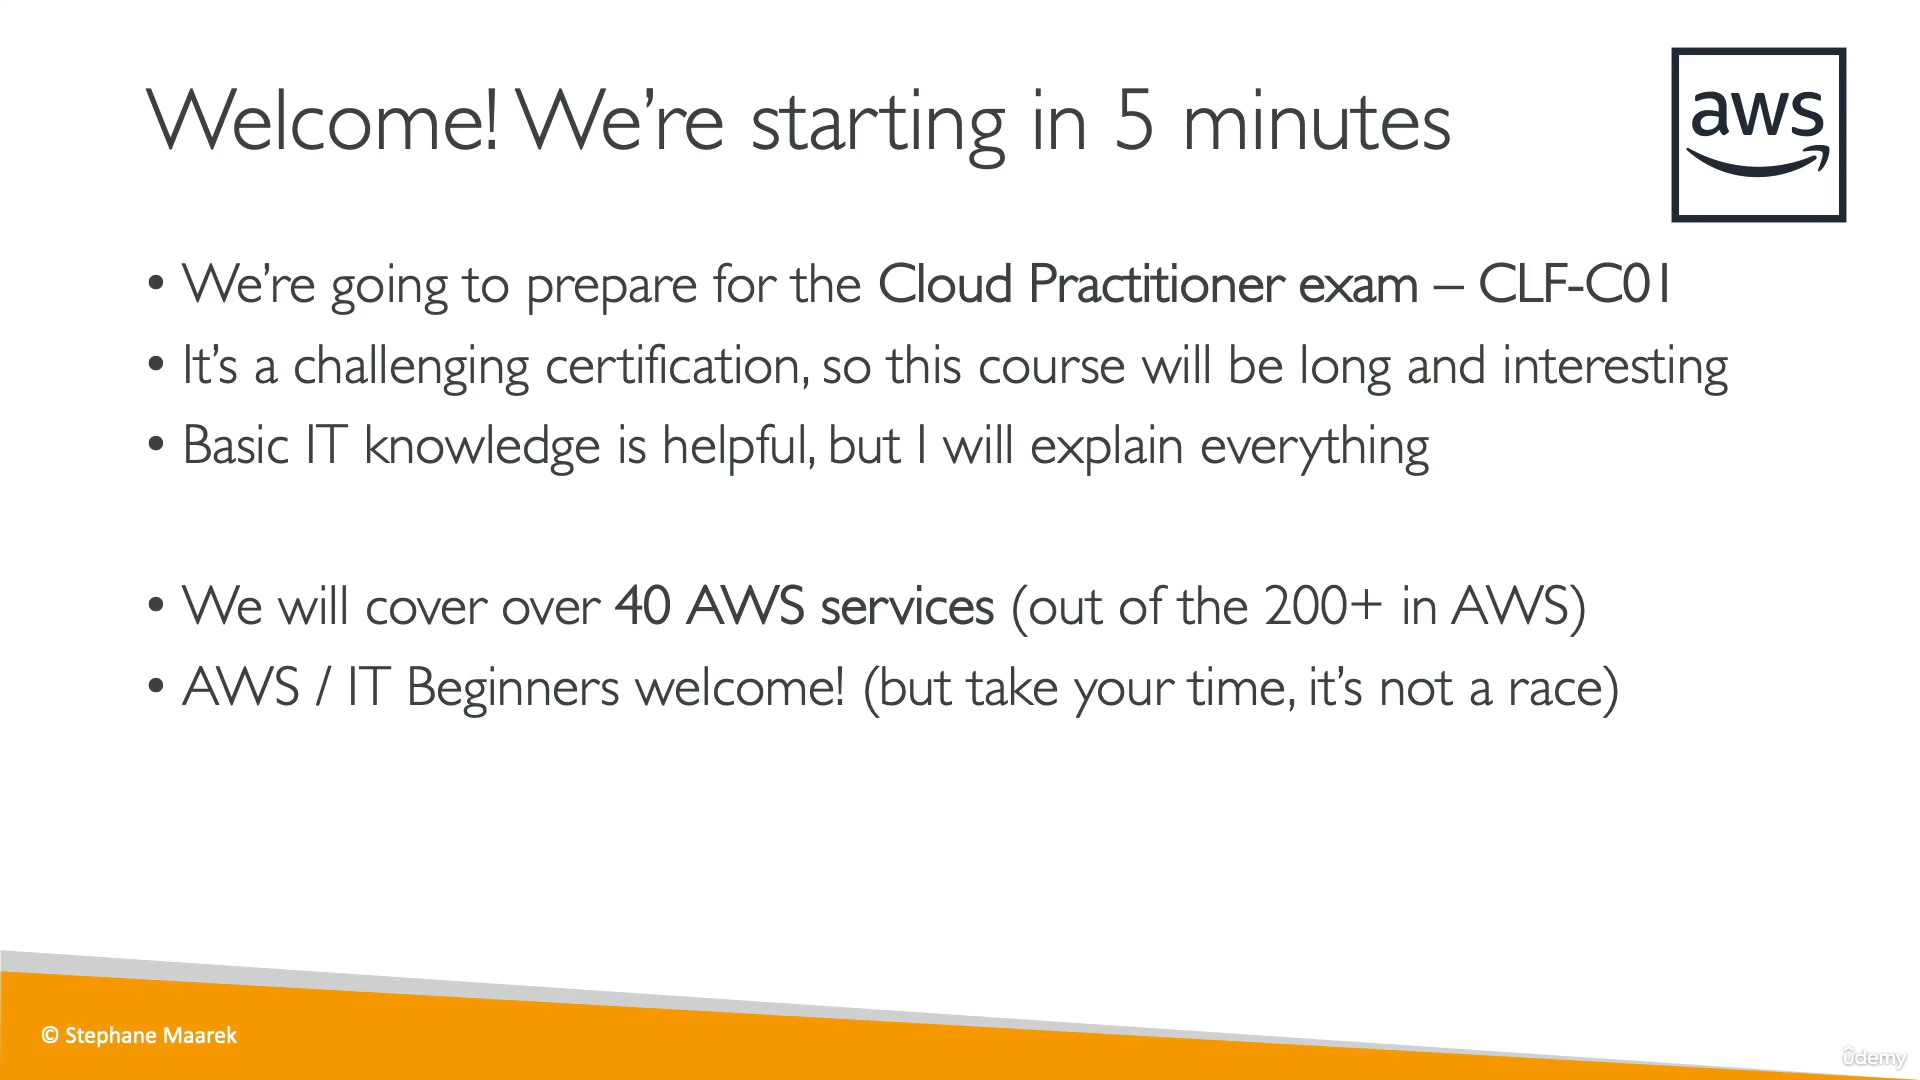 Welcome! We’re starting in 5 minutes
aws
• We’re going to prepare for the Cloud Practitioner exam – CLF-C01
• It’s a challenging certification, so this course will be long and interesting
• Basic IT knowledge is helpful, but I will explain everything
• We will cover over 40 AWS services (out of the 200+ in AWS)
• AWS / IT Beginners welcome! (but take your time, it’s not a race)
© Stephane Maarek
ûdemy